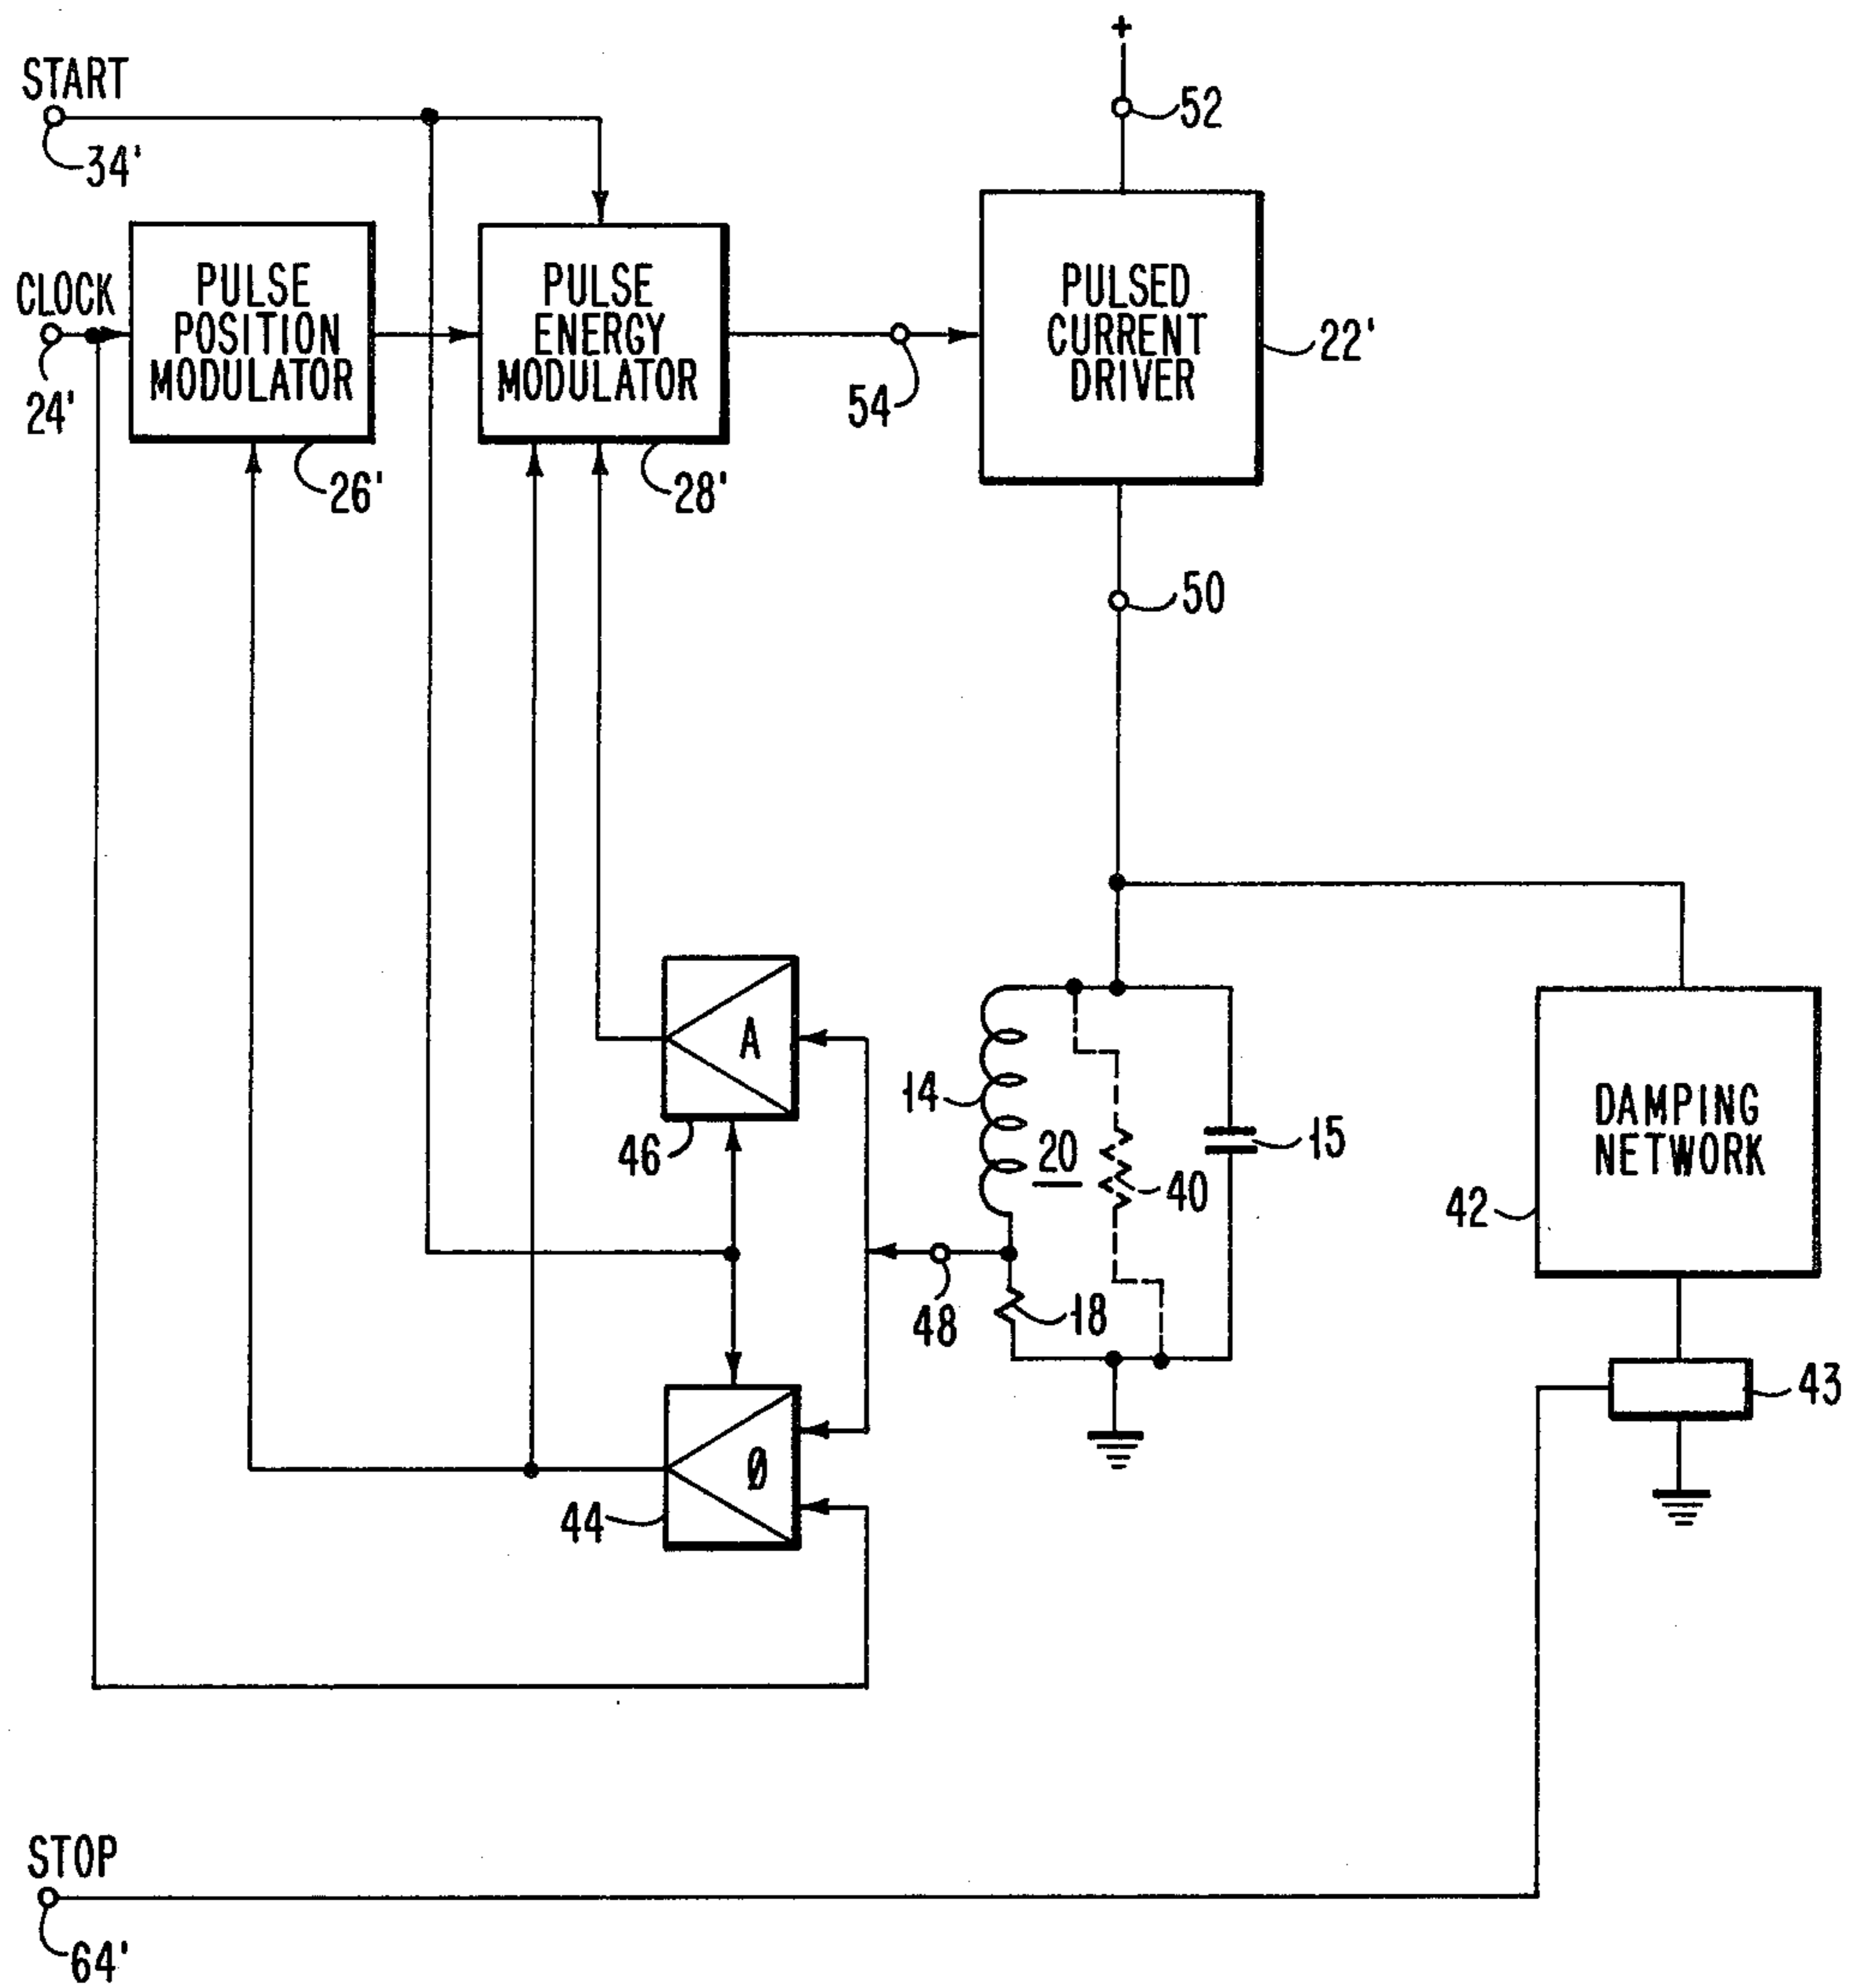 START
34'
CLOCK
24'
PULSE
POSITION
MODULATOR
26'
PULSE
ENERGY
MODULATOR
28'
54
+
52
PULSED
CURRENT
DRIVER
22'
50
A
46
14
20
40
15
DAMPING
NETWORK
42
48
18
43
Ø
44
STOP
64'